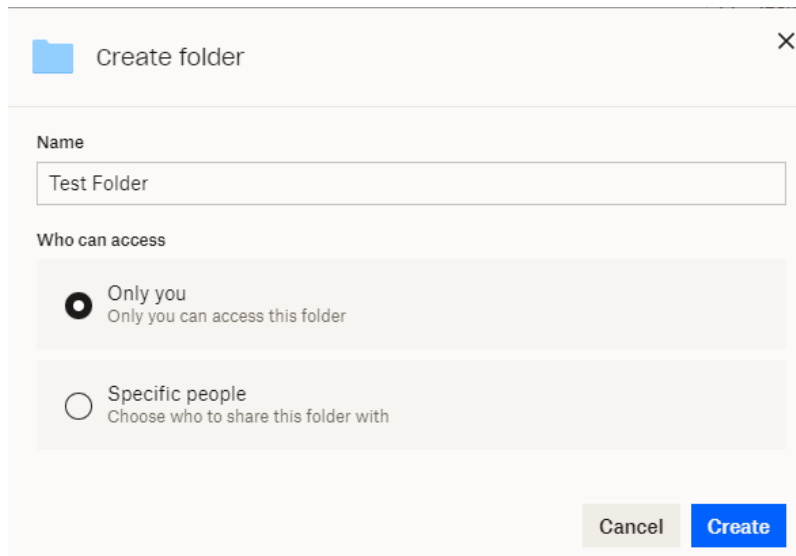 Create folder
Name
Test Folder
Who can access
Only you
Only you can access this folder
Specific people
Choose who to share this folder with
Cancel
Create